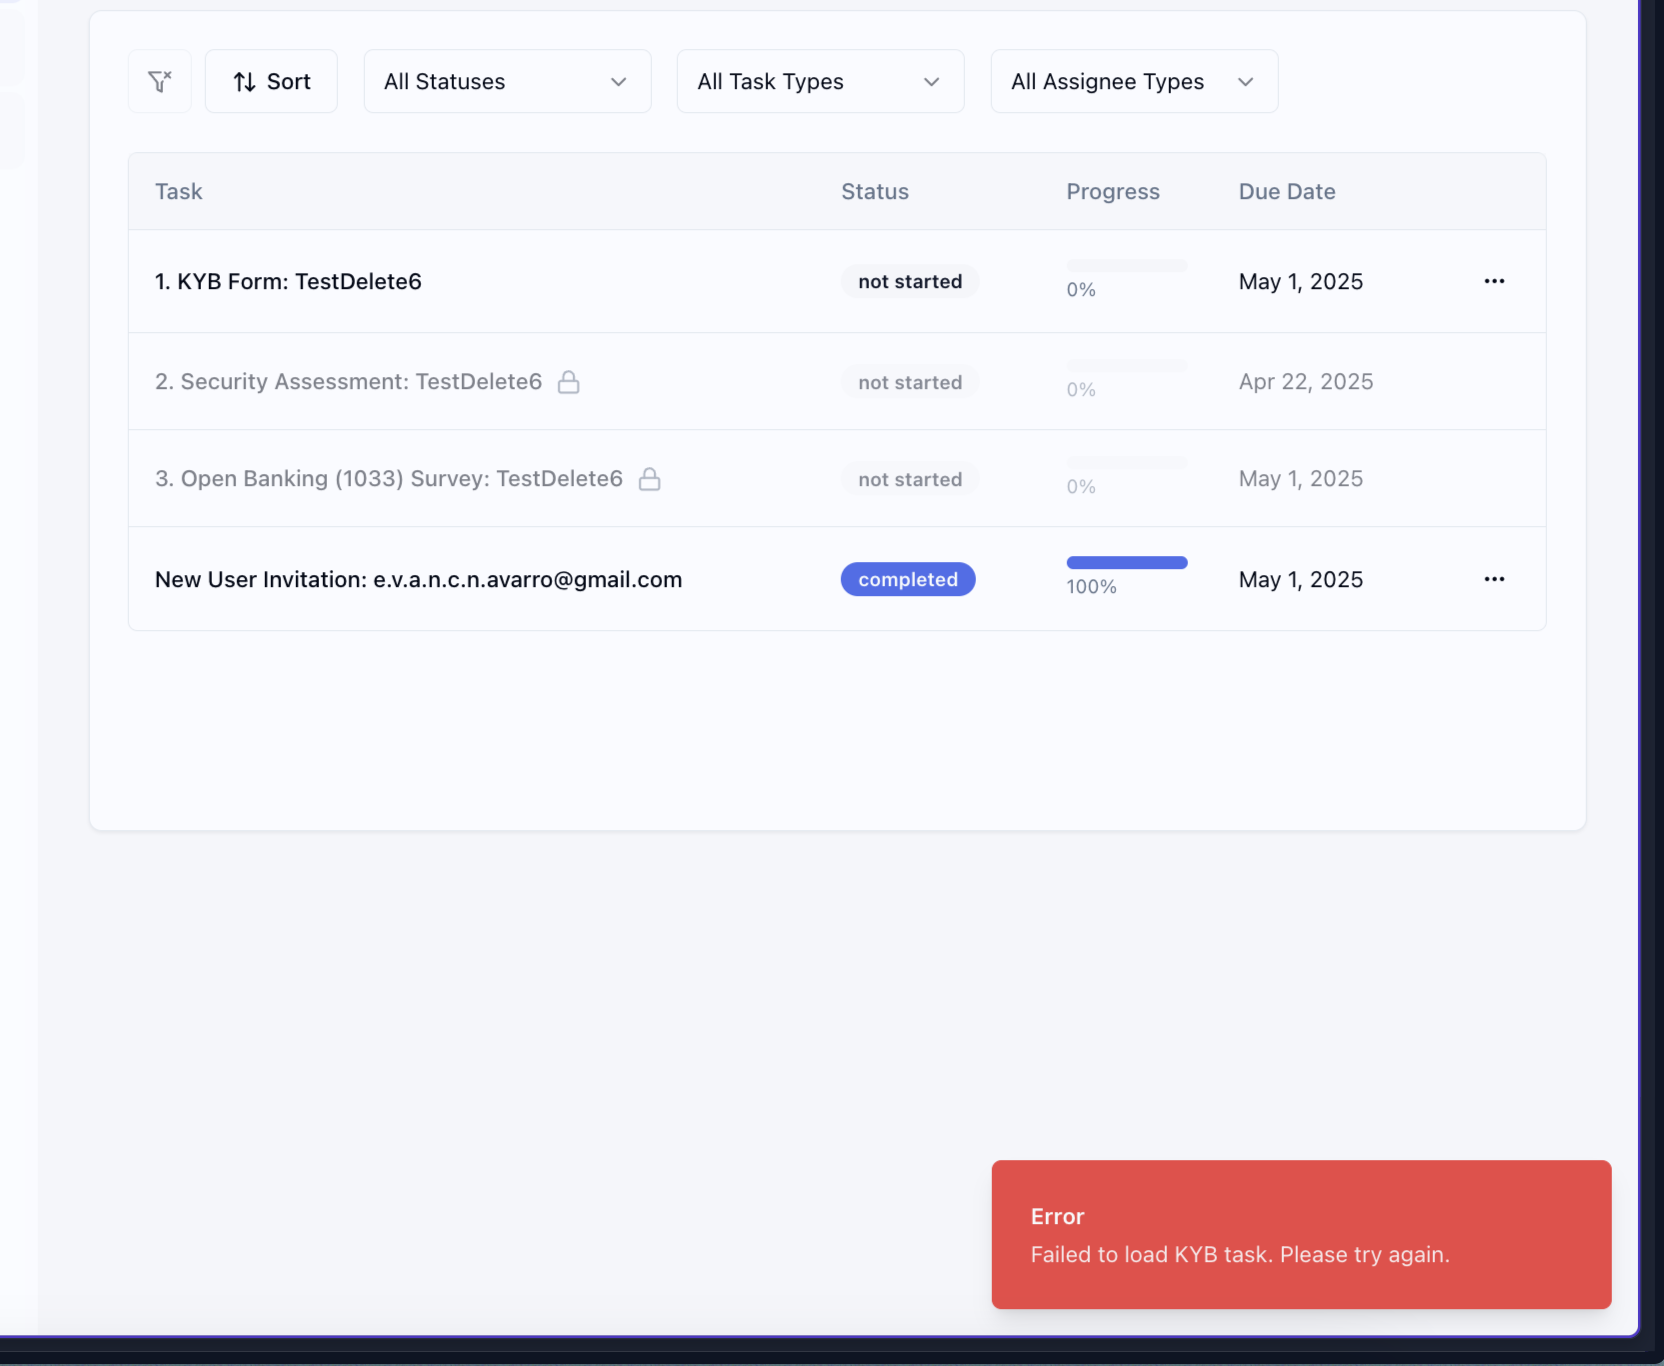 Sort
All Statuses
All Task Types
All Assignee Types
Task Status Progress Due Date
1. KYB Form: TestDelete6 not started 0% May 1, 2025
2. Security Assessment: TestDelete6 not started 0% Apr 22, 2025
3. Open Banking (1033) Survey: TestDelete6 not started 0% May 1, 2025
New User Invitation: e.v.a.n.c.n.avarro@gmail.com completed 100% May 1, 2025
Error
Failed to load KYB task. Please try again.